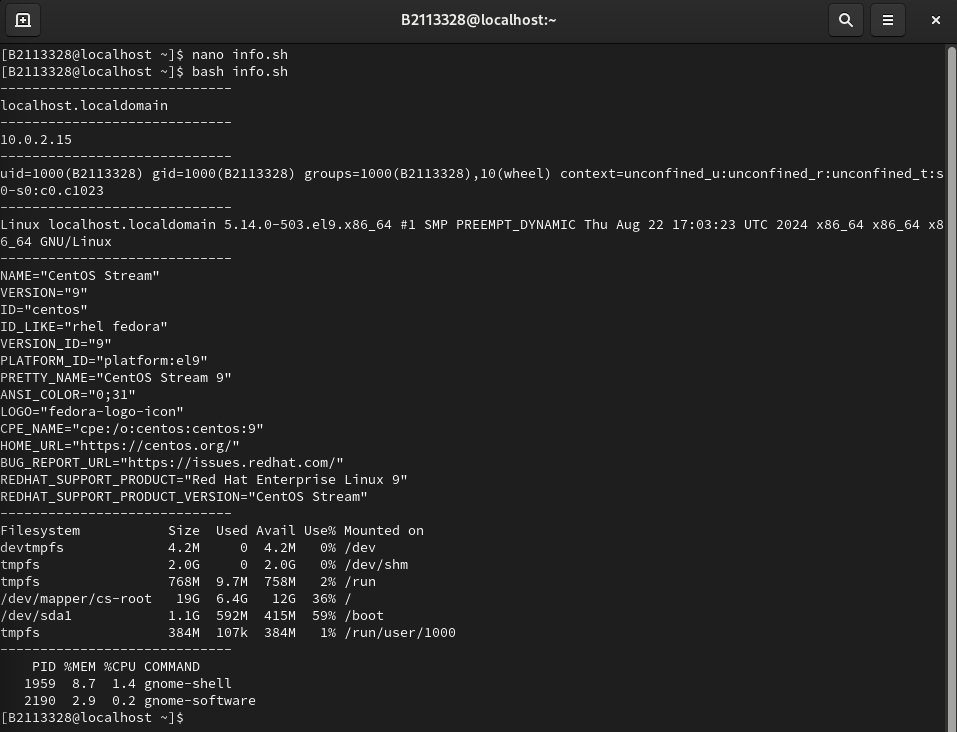 B2113328@localhost:~
[B2113328@localhost ~]$ nano info.sh
[B2113328@localhost ~]$ bash info.sh
-----------------------------
localhost.localdomain
-----------------------------
10.0.2.15
-----------------------------
uid=1000(B2113328) gid=1000(B2113328) groups=1000(B2113328),10(wheel) context=unconfined_u:unconfined_r:unconfined_t:s
0-s0:c0.c1023
-----------------------------
Linux localhost.localdomain 5.14.0-503.el9.x86_64 #1 SMP PREEMPT_DYNAMIC Thu Aug 22 17:03:23 UTC 2024 x86_64 x86_64 x8
6_64 GNU/Linux
-----------------------------
NAME="CentOS Stream"
VERSION="9"
ID="centos"
ID_LIKE="rhel fedora"
VERSION_ID="9"
PLATFORM_ID="platform:el9"
PRETTY_NAME="CentOS Stream 9"
ANSI_COLOR="0;31"
LOGO="fedora-logo-icon"
CPE_NAME="cpe:/o:centos:centos:9"
HOME_URL="https://centos.org/"
BUG_REPORT_URL="https://issues.redhat.com/"
REDHAT_SUPPORT_PRODUCT="Red Hat Enterprise Linux 9"
REDHAT_SUPPORT_PRODUCT_VERSION="CentOS Stream"
-----------------------------
Filesystem           Size  Used Avail Use% Mounted on
devtmpfs             4.2M     0  4.2M   0% /dev
tmpfs                2.0G     0  2.0G   0% /dev/shm
tmpfs                768M  9.7M  758M   2% /run
/dev/mapper/cs-root   19G  6.4G   12G  36% /
/dev/sda1            1.1G  592M  415M  59% /boot
tmpfs                384M  107k  384M   1% /run/user/1000
-----------------------------
    PID %MEM %CPU COMMAND
   1959  8.7  1.4 gnome-shell
   2190  2.9  0.2 gnome-software
[B2113328@localhost ~]$